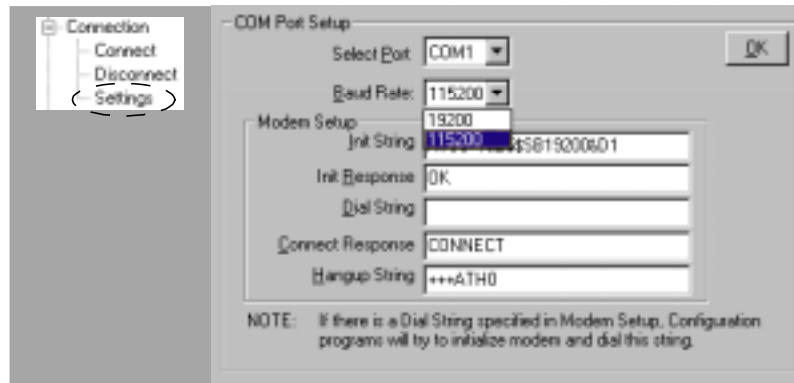 Connection
Connect
Disconnect
Settings
COM Port Setup
Select Port COM1
OK
Baud Rate: 115200
19200
115200
Modem Setup
Init String $SB19200&D1
Init Response OK
Dial String
Connect Response CONNECT
Hangup String +++ATH0
NOTE: If there is a Dial String specified in Modem Setup, Configuration
programs will try to initialize modem and dial this string.